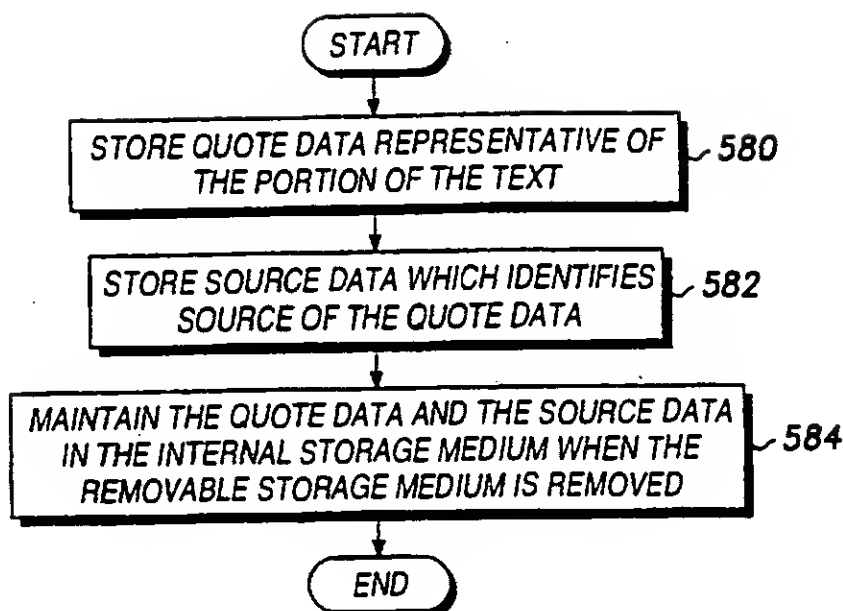 START
STORE QUOTE DATA REPRESENTATIVE OF
THE PORTION OF THE TEXT
580
STORE SOURCE DATA WHICH IDENTIFIES
SOURCE OF THE QUOTE DATA
582
MAINTAIN THE QUOTE DATA AND THE SOURCE DATA
IN THE INTERNAL STORAGE MEDIUM WHEN THE
REMOVABLE STORAGE MEDIUM IS REMOVED
584
END